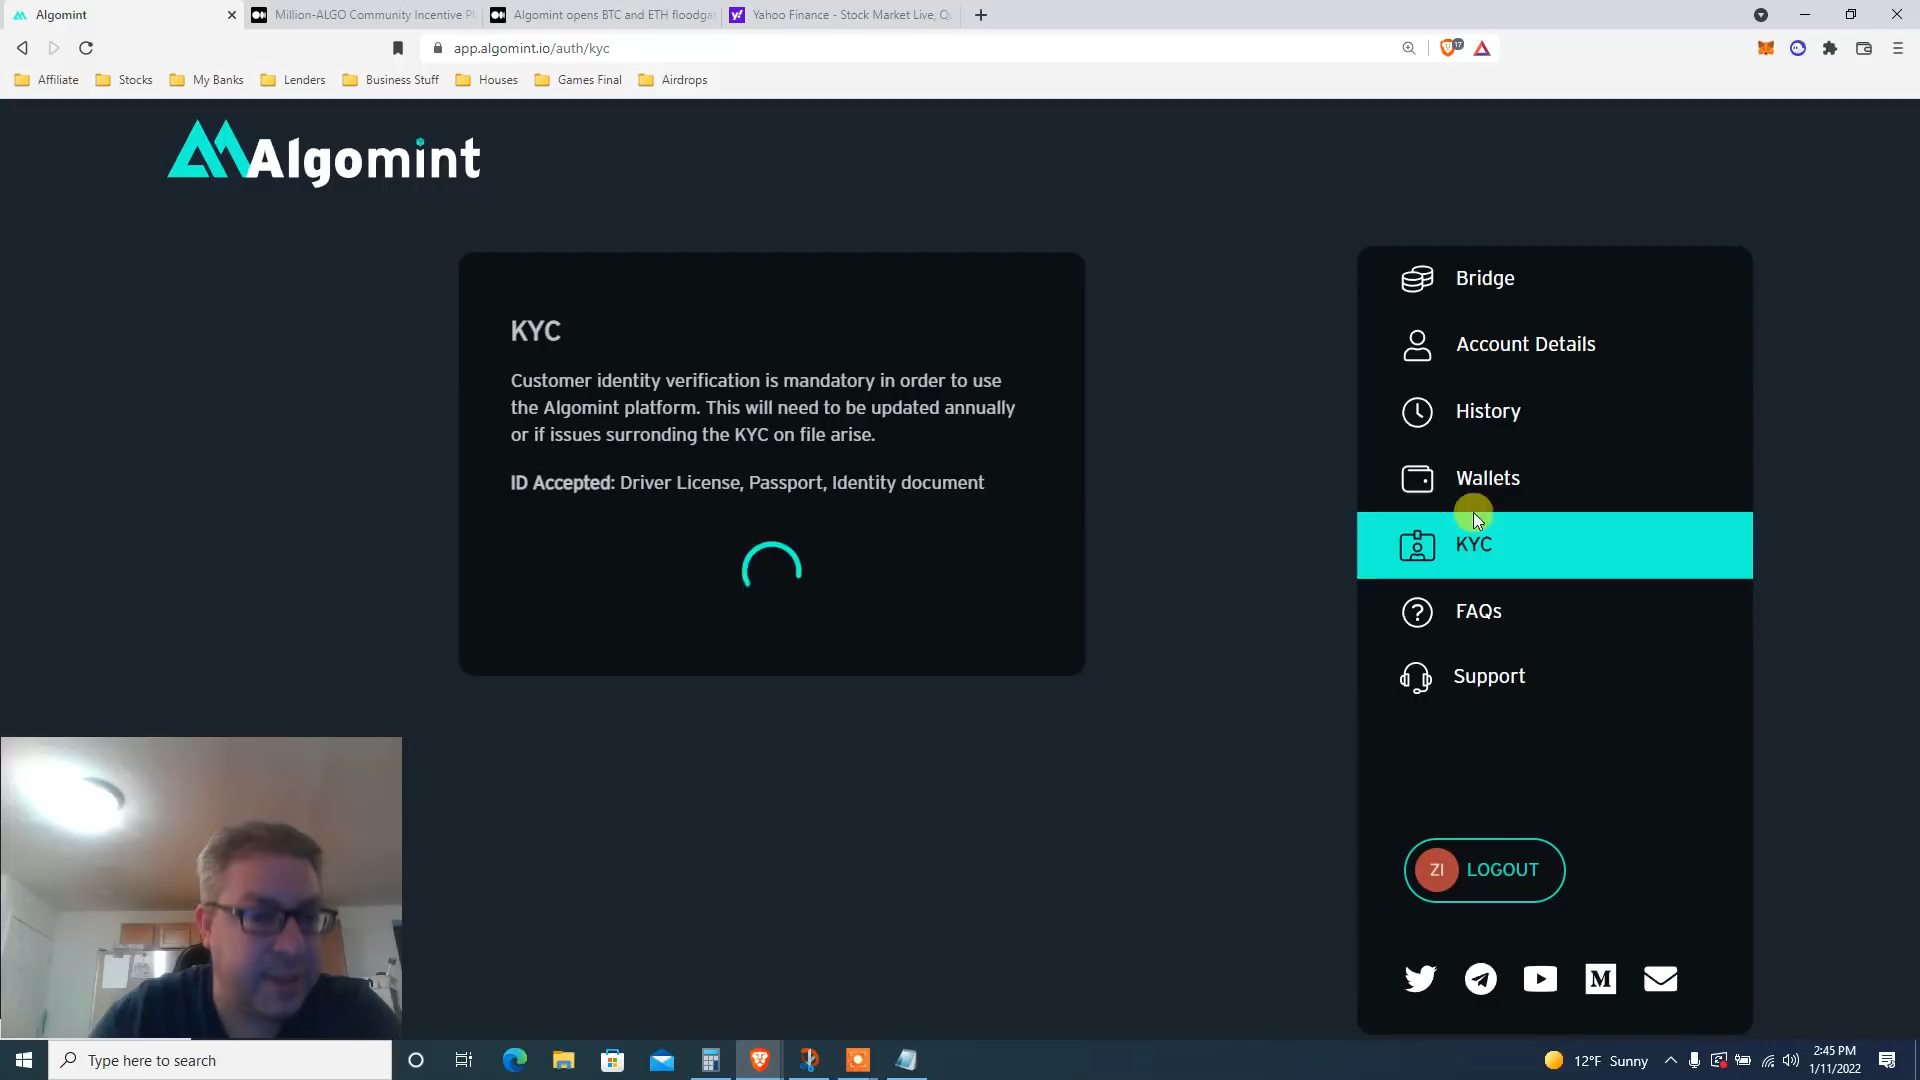 Algomint
Million-ALGO Community Incentive P
Algomint opens BTC and ETH floodga
Yahoo Finance - Stock Market Live, Q
app.algomint.io/auth/kyc
17
Affiliate
Stocks
My Banks
Lenders
Business Stuff
Houses
Games Final
Airdrops
Algomint
KYC
Customer identity verification is mandatory in order to use
the Algomint platform. This will need to be updated annually
or if issues surronding the KYC on file arise.
ID Accepted: Driver License, Passport, Identity document
Bridge
Account Details
History
Wallets
KYC
FAQs
Support
ZI LOGOUT
Type here to search
12°F Sunny
2:45 PM
1/11/2022